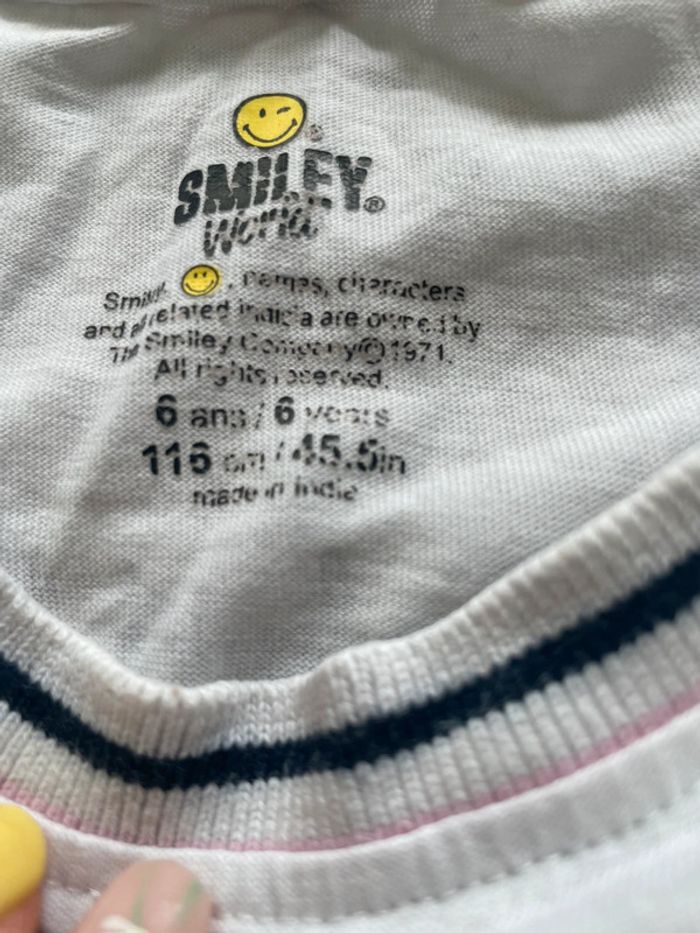 SMILEY®
World
Smiley, names, characters
and all related indicia are owned by
The Smiley Company © 1971.
All rights reserved.
6 ans / 6 years
116 cm / 45.5in
made in india